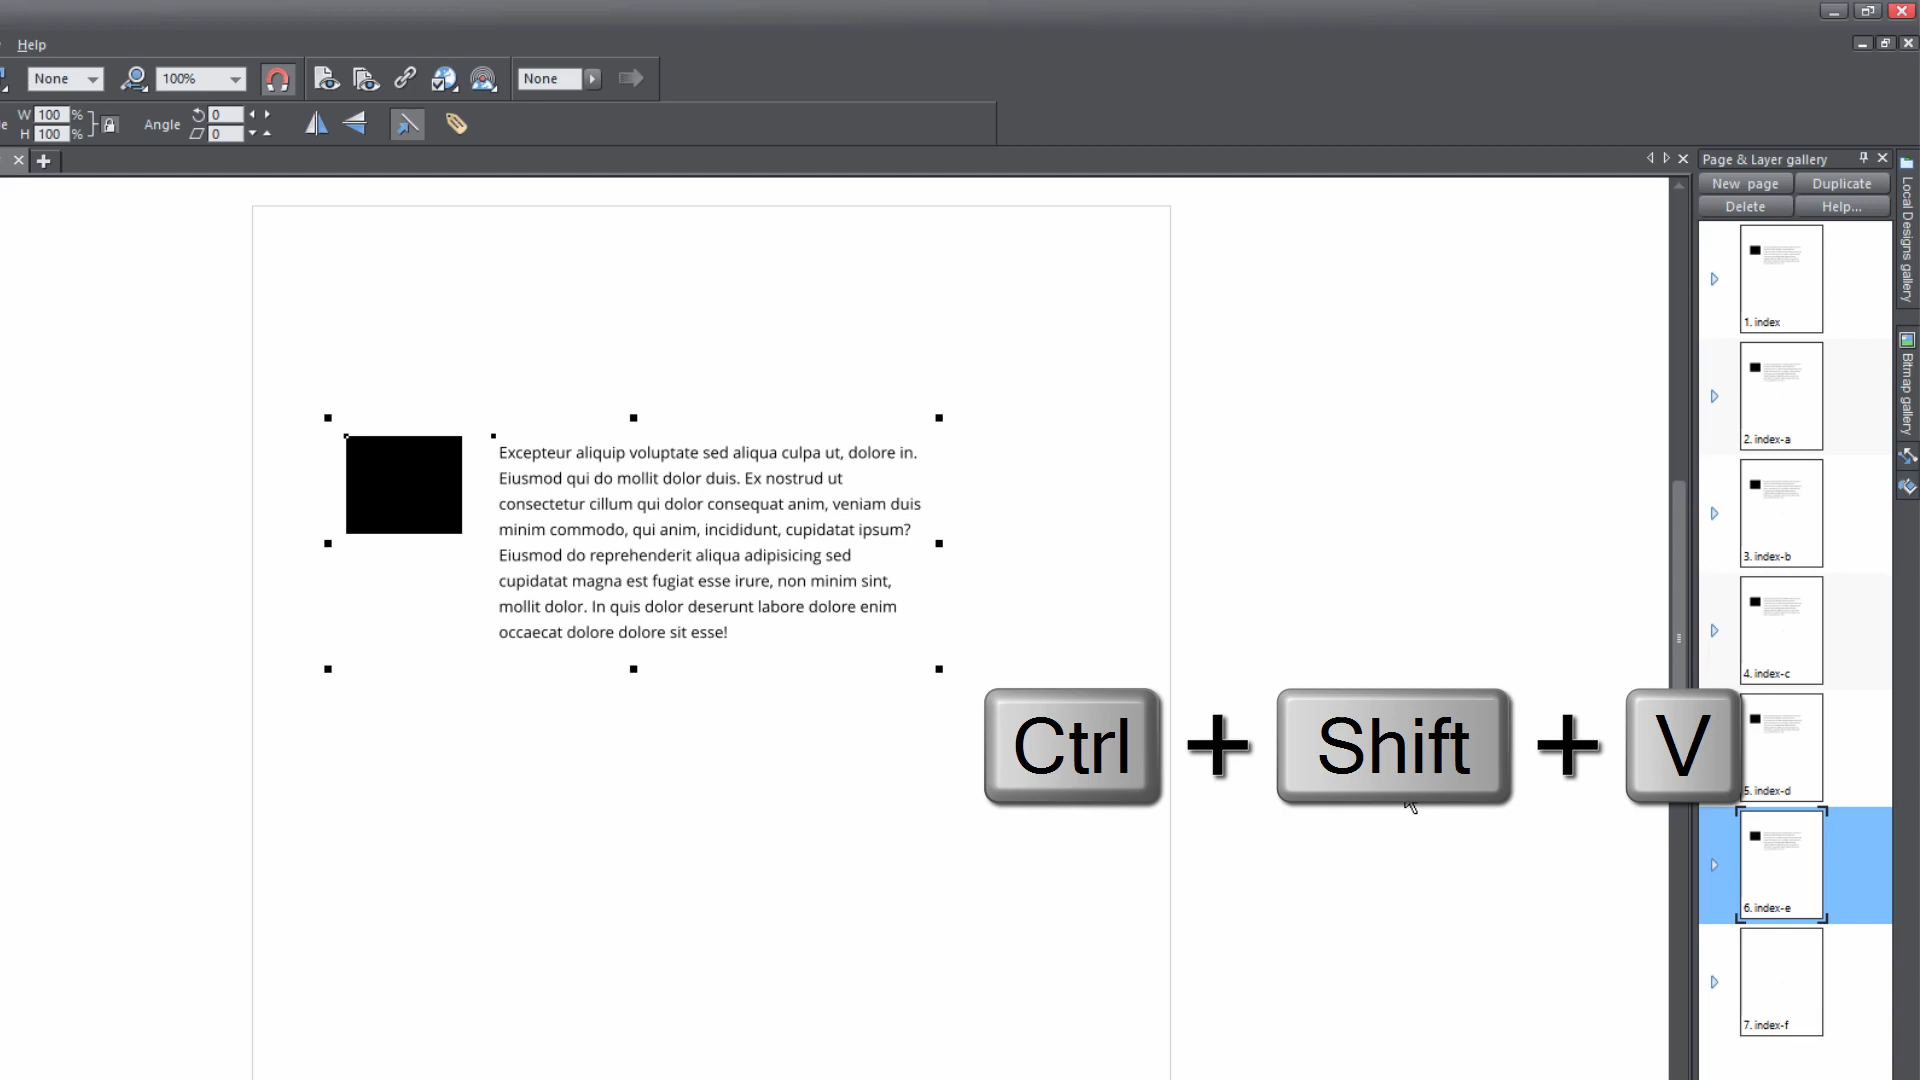 Help
None
100%
None
W 100 %
H 100 %
Angle
0
0
Page & Layer gallery
New page
Duplicate
Delete
Help...
Local Designs gallery
Bitmap gallery
1. index
2. index-a
3. index-b
4. index-c
5. index-d
6. index-e
7. index-f
Excepteur aliquip voluptate sed aliqua culpa ut, dolore in.
Eiusmod qui do mollit dolor duis. Ex nostrud ut
consectetur cillum qui dolor consequat anim, veniam duis
minim commodo, qui anim, incididunt, cupidatat ipsum?
Eiusmod do reprehenderit aliqua adipisicing sed
cupidatat magna est fugiat esse irure, non minim sint,
mollit dolor. In quis dolor deserunt labore dolore enim
occaecat dolore dolore sit esse!
Ctrl + Shift + V